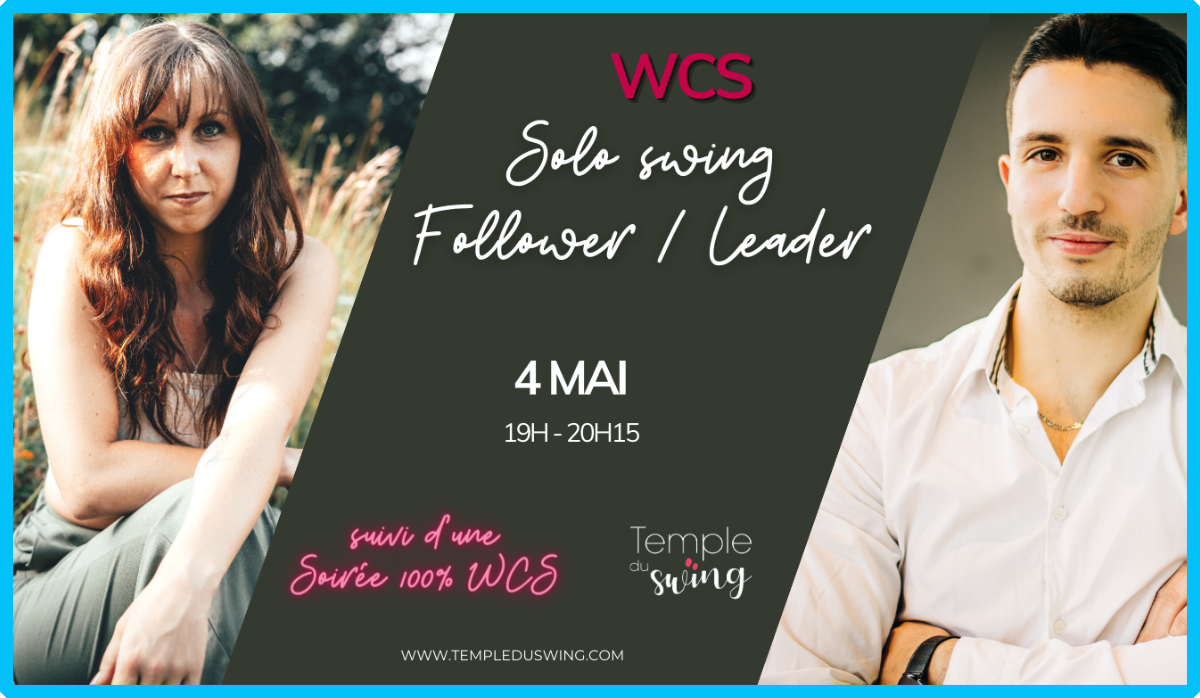 WCS
Solo swing
Follower / Leader
4 MAI
19H - 20H15
suivi d'une
Soirée 100% WCS
Temple
du swing
WWW.TEMPLEDUSWING.COM